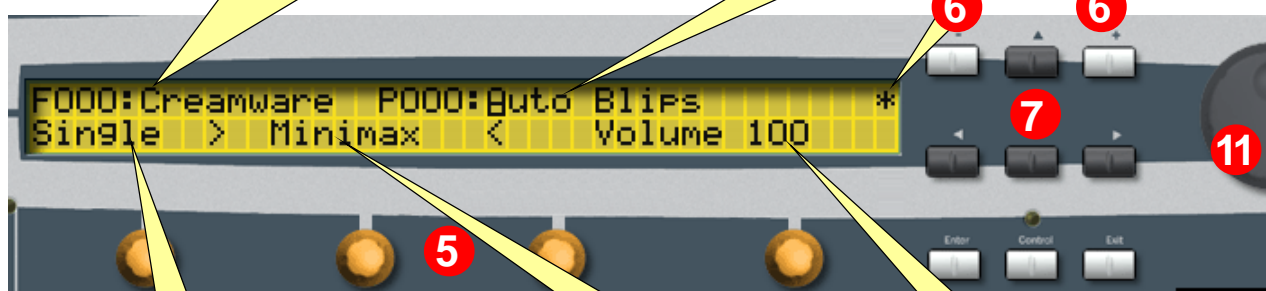 6 6
- +
F000:Creamware P000:Auto Blips *
Single > Minimax < Volume 100
7
11
5
Enter Control Exit